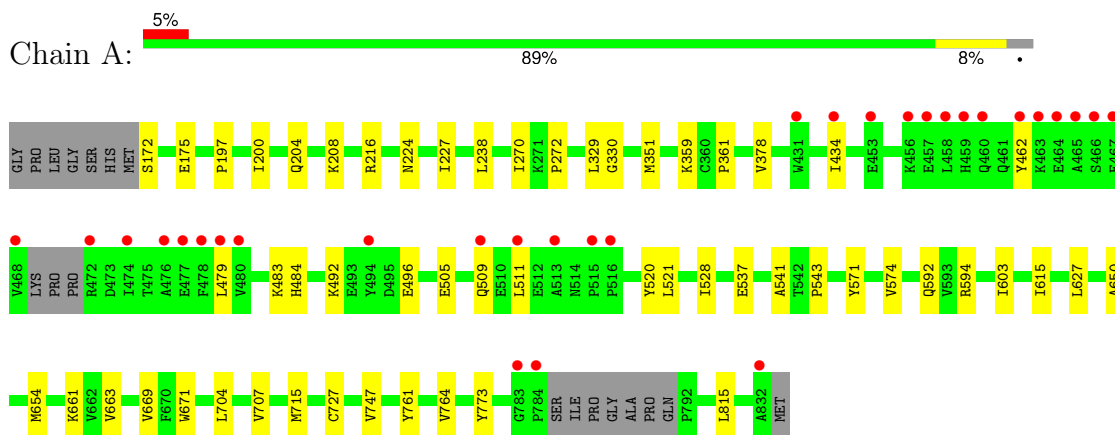 5%
Chain A:
89% 8% •
GLY PRO LEU GLY SER HIS MET S172 E175 P197 I200 Q204 K208 R216 N224 I227 L238 I270 K271 P272 L329 G330 M351 K359 C360 P361 V378 W431 I434 E453 K456 E457 L458 H459 Q460 Q461 Y462 K463 E464 A465 S466 E467
V468 LYS PRO PRO R472 D473 I474 T475 A476 E477 F478 L479 V480 K483 H484 K492 E493 Y494 D495 E496 E505 Q509 E510 L511 E512 A513 N514 P515 P516 Y520 L521 I528 E537 A541 T542 P543 Y571 V574 Q592 V593 R594 I603 I615 L627 A650
M654 K661 V662 V663 V669 F670 W671 L704 V707 M715 C727 V747 Y761 V764 Y773 G783 P784 SER ILE PRO GLY ALA PRO GLN P792 L815 A832 MET